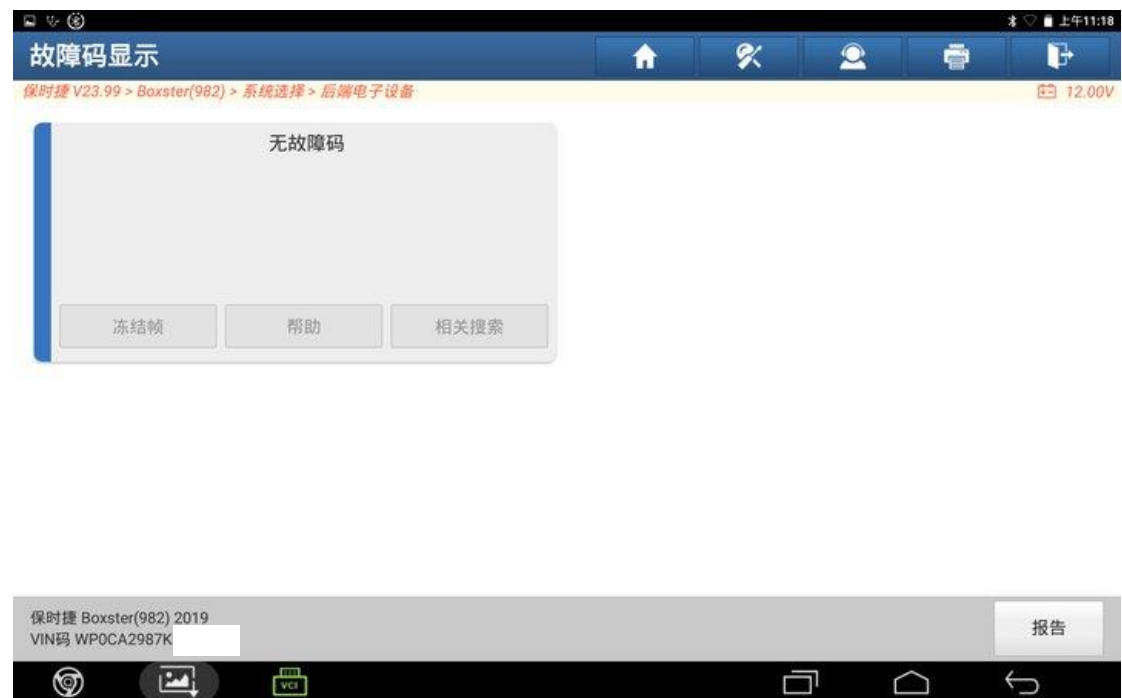 上午11:18
故障码显示
保时捷 V23.99 > Boxster(982) > 系统选择 > 后端电子设备
12.00V
无故障码
冻结帧
帮助
相关搜索
保时捷 Boxster(982) 2019
VIN码 WP0CA2987K
报告
VCI